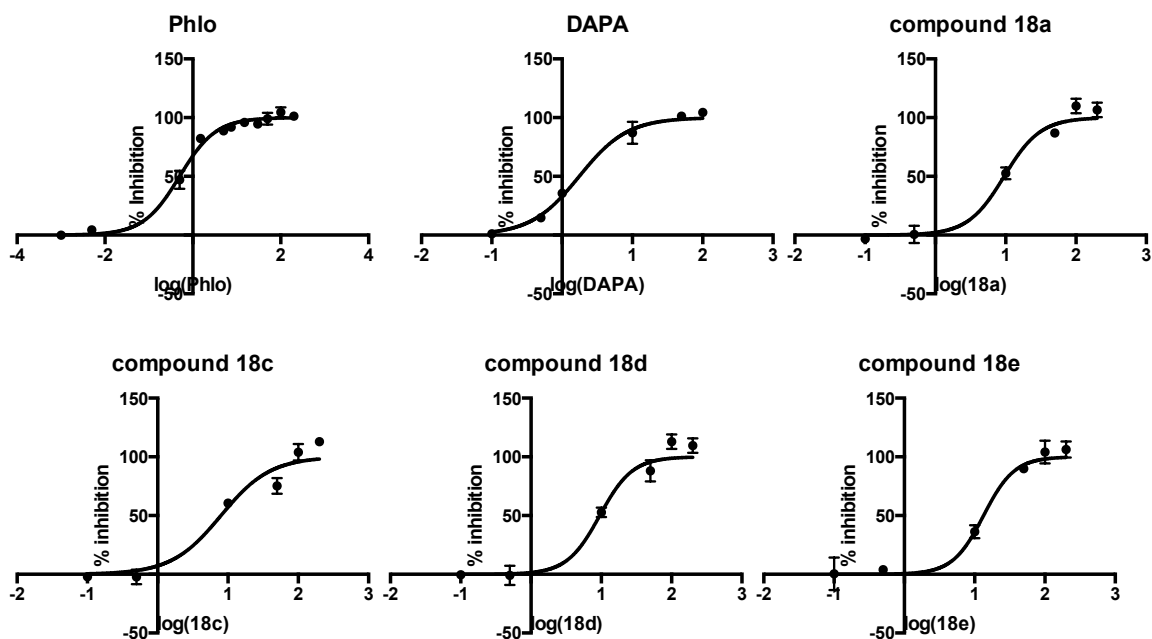 Phlo
150
100
50
-50
% Inhibition
-4
-2
2
4
log(Phlo)
DAPA
150
100
50
-50
% inhibition
-2
-1
1
2
3
log(DAPA)
compound 18a
150
100
50
-50
% inhibition
-2
-1
1
2
3
log(18a)
compound 18c
150
100
50
-50
% inhibition
-2
-1
1
2
3
log(18c)
compound 18d
150
100
50
-50
% inhibition
-2
-1
1
2
3
log(18d)
compound 18e
150
100
50
-50
% inhibition
-2
-1
1
2
3
log(18e)